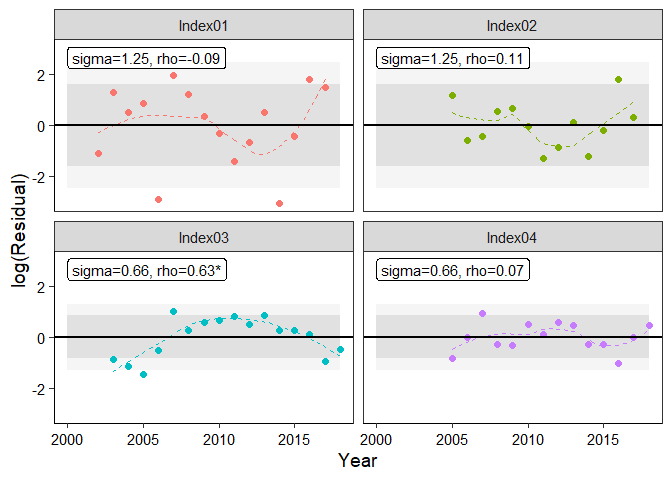 Index01
Index02
sigma=1.25, rho=-0.09
sigma=1.25, rho=0.11
2
0
-2
log(Residual)
Index03
Index04
sigma=0.66, rho=0.63*
sigma=0.66, rho=0.07
2
0
-2
2000 2005 2010 2015 2000 2005 2010 2015
Year